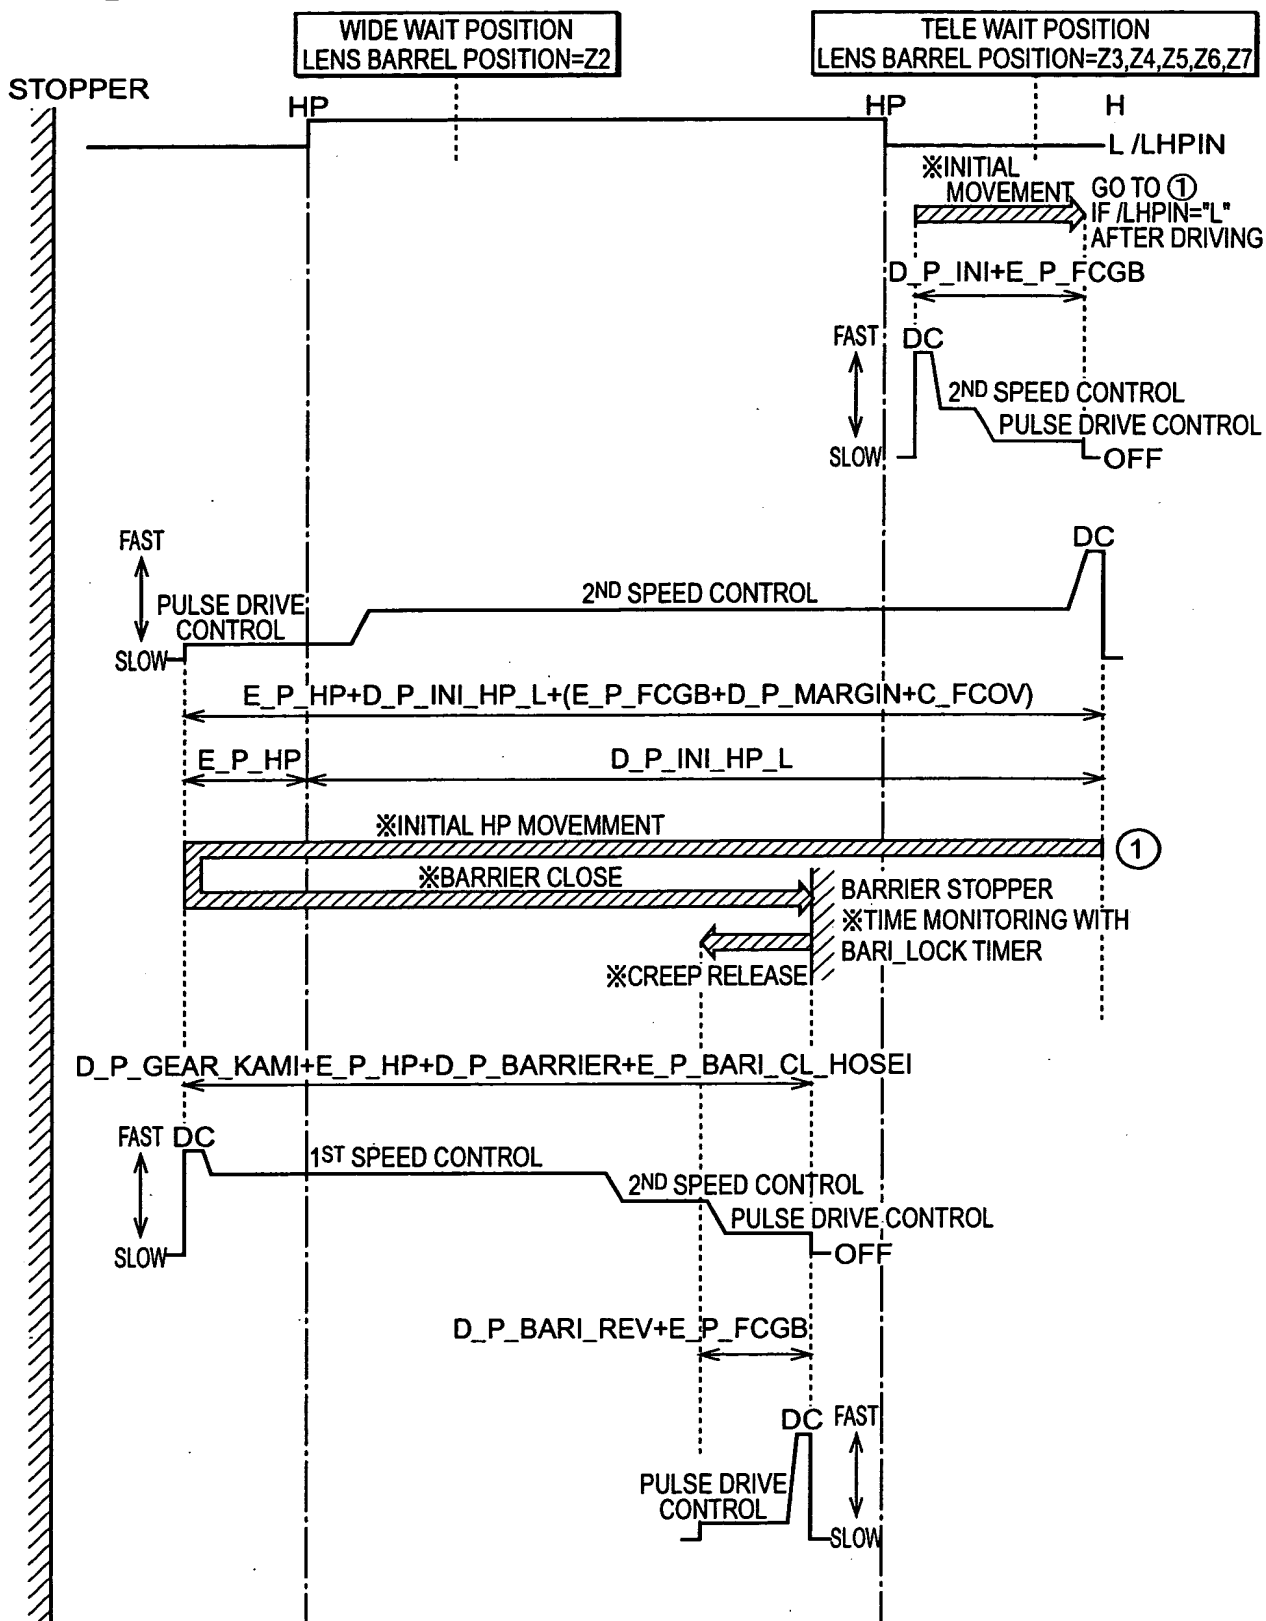 WIDE WAIT POSITION
LENS BARREL POSITION=Z2
TELE WAIT POSITION
LENS BARREL POSITION=Z3,Z4,Z5,Z6,Z7
STOPPER
HP
HP
H
L /LHPIN
※INITIAL
MOVEMENT
GO TO ①
IF /LHPIN="L"
AFTER DRIVING
D_P_INI+E_P_FCGB
FAST
DC
2ND SPEED CONTROL
PULSE DRIVE CONTROL
SLOW
OFF
FAST
DC
2ND SPEED CONTROL
PULSE DRIVE
CONTROL
SLOW
E_P_HP+D_P_INI_HP_L+(E_P_FCGB+D_P_MARGIN+C_FCOV)
E_P_HP
D_P_INI_HP_L
※INITIAL HP MOVEMMENT
①
※BARRIER CLOSE
BARRIER STOPPER
※TIME MONITORING WITH
BARI_LOCK TIMER
※CREEP RELEASE
D_P_GEAR_KAMI+E_P_HP+D_P_BARRIER+E_P_BARI_CL_HOSEI
FAST DC
1ST SPEED CONTROL
2ND SPEED CONTROL
PULSE DRIVE CONTROL
SLOW
OFF
D_P_BARI_REV+E_P_FCGB
DC FAST
PULSE DRIVE
CONTROL
SLOW